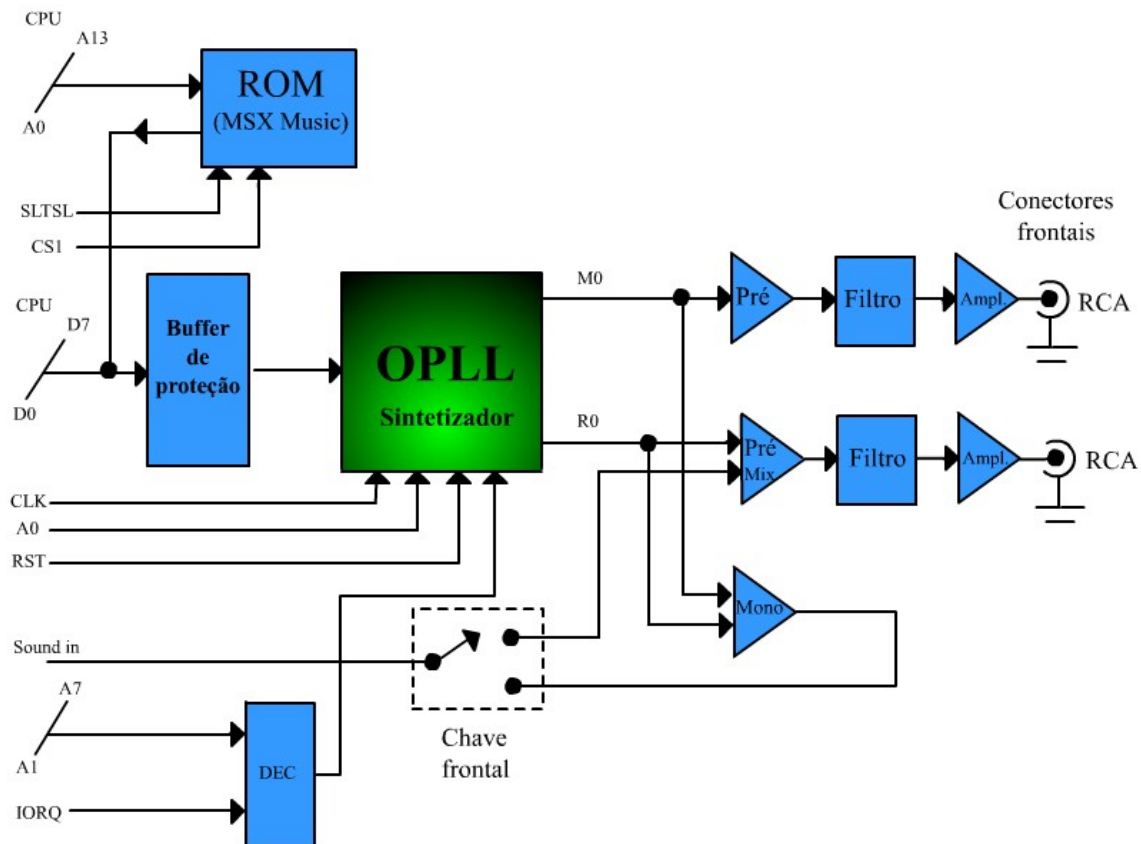 CPU
A13
A0
ROM
(MSX Music)
SLTSL
CS1
CPU
D7
D0
Buffer
de
proteção
OPLL
Sintetizador
M0
R0
Pré
Filtro
Ampl.
Conectores
frontais
RCA
Pré
Mix
Filtro
Ampl.
RCA
CLK
A0
RST
Mono
Sound in
Chave
frontal
A7
A1
IORQ
DEC